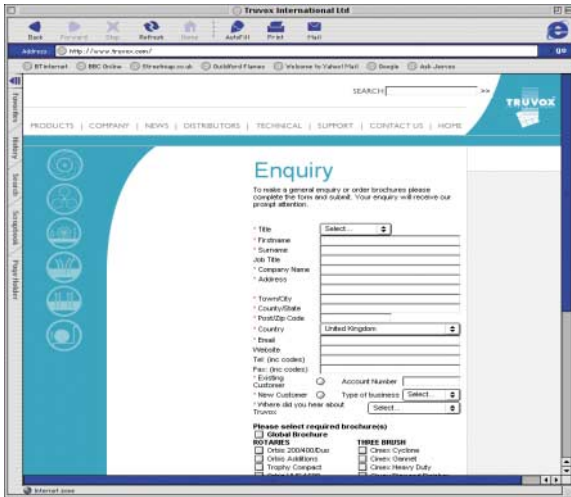 Truvox International Ltd
Back Forward Stop Refresh Home AutoFill Print Mail
Address: http://www.truvox.com/ go
BTinternet BBC Online Streetmap.co.uk Guildford Flames Welcome to Yahoo! Mail Google Ask Jeeves
Favorites
History
Search
Scrapbook
Page Holder
SEARCH >>
TRUVOX
PRODUCTS | COMPANY | NEWS | DISTRIBUTORS | TECHNICAL | SUPPORT | CONTACT US | HOME
Enquiry
To make a general enquiry or order brochures please
complete the form and submit. Your enquiry will receive our
prompt attention.
* Title Select...
* Firstname
* Surname
Job Title
* Company Name
* Address
* Town/City
* County/State
* Post/Zip Code
* Country United Kingdom
* Email
Website
Tel: (inc codes)
Fax: (inc codes)
* Existing Customer Account Number
* New Customer Type of business Select...
* Where did you hear about Truvox Select...
Please select required brochure(s)
Global Brochure
ROTARIES THREE BRUSH
Orbis 200/400/Duo Cimex Cyclone
Orbis Additions Cimex Gannet
Trophy Compact Cimex Heavy Duty
Internet zone